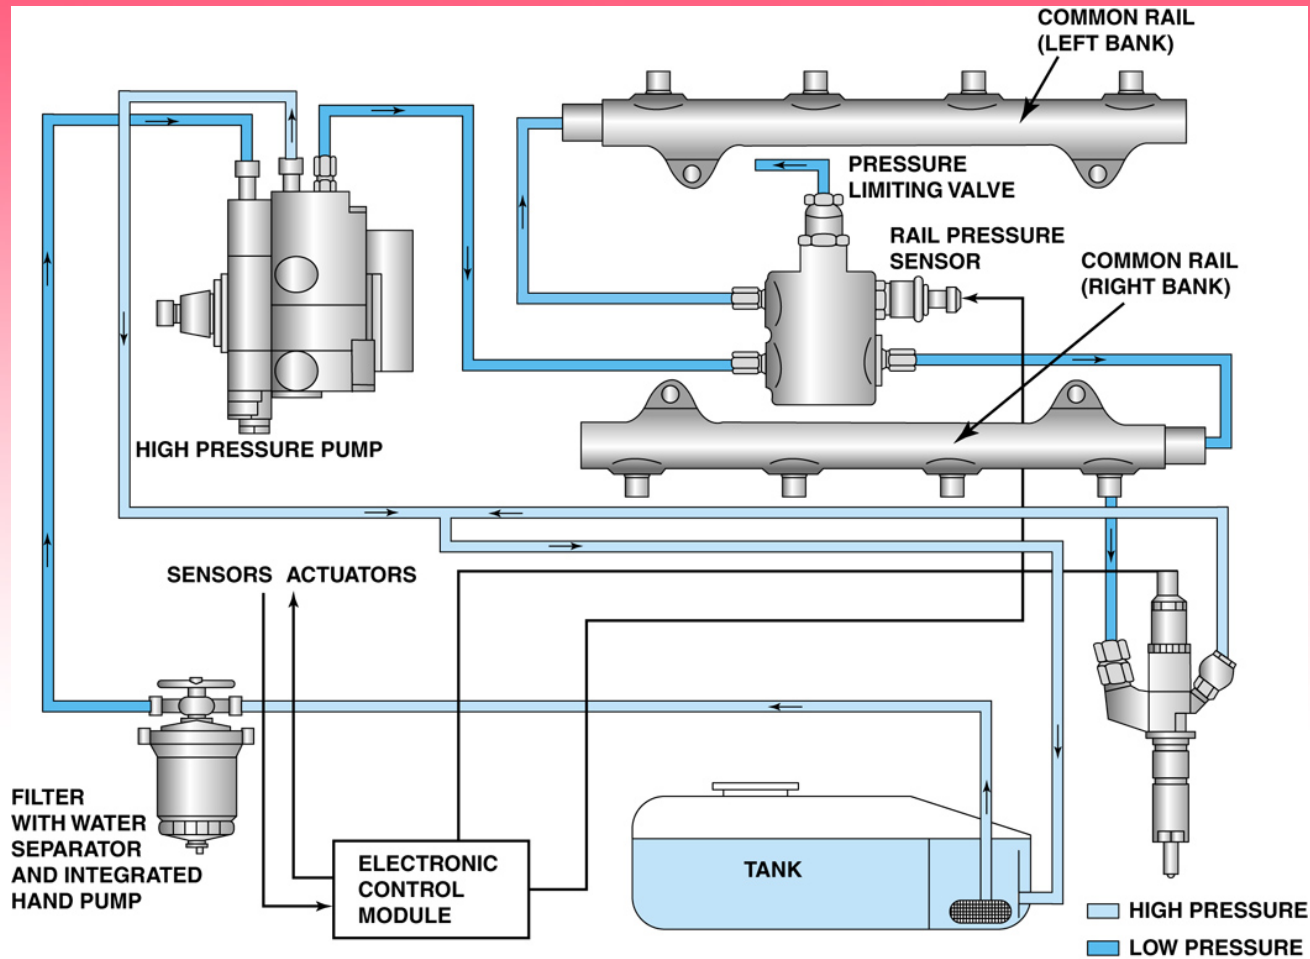 COMMON RAIL
(LEFT BANK)
PRESSURE
LIMITING VALVE
RAIL PRESSURE
SENSOR
COMMON RAIL
(RIGHT BANK)
HIGH PRESSURE PUMP
SENSORS ACTUATORS
FILTER
WITH WATER
SEPARATOR
AND INTEGRATED
HAND PUMP
ELECTRONIC
CONTROL
MODULE
TANK
HIGH PRESSURE
LOW PRESSURE